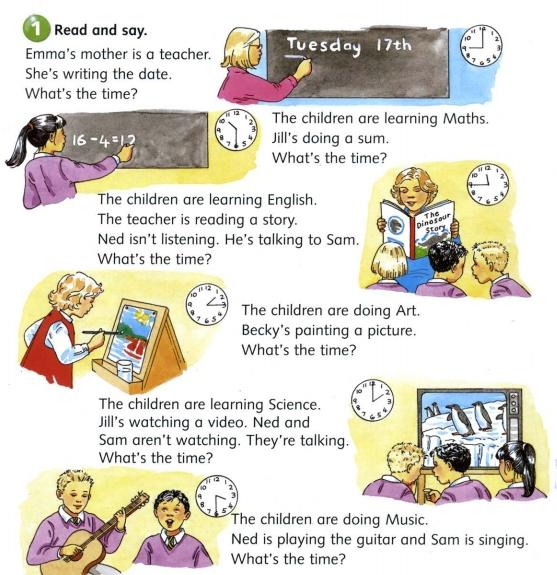 1 Read and say.
Emma's mother is a teacher.
She's writing the date.
What's the time?
Tuesday 17th
16 - 4 = 12
The children are learning Maths.
Jill's doing a sum.
What's the time?
The children are learning English.
The teacher is reading a story.
Ned isn't listening. He's talking to Sam.
What's the time?
The
Dinosaur
Story
The children are doing Art.
Becky's painting a picture.
What's the time?
The children are learning Science.
Jill's watching a video. Ned and
Sam aren't watching. They're talking.
What's the time?
The children are doing Music.
Ned is playing the guitar and Sam is singing.
What's the time?